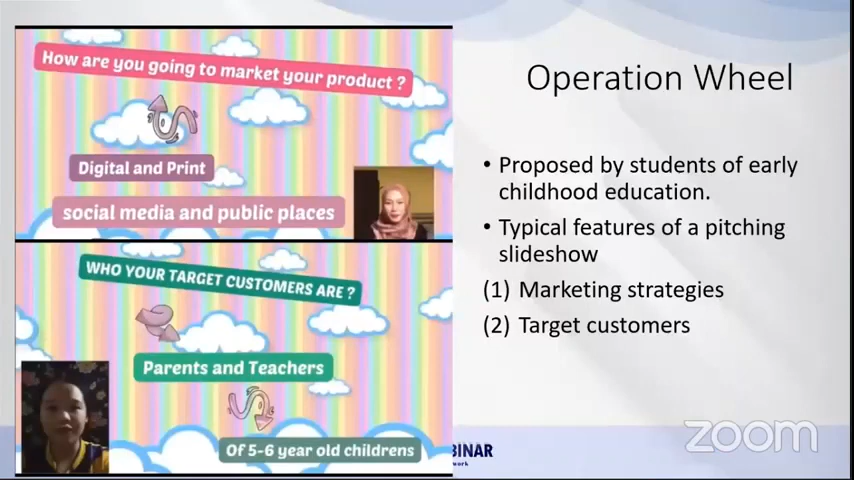 How are you going to market your product ?
Digital and Print
social media and public places
WHO YOUR TARGET CUSTOMERS ARE ?
Parents and Teachers
Of 5-6 year old childrens
Operation Wheel
• Proposed by students of early
childhood education.
• Typical features of a pitching
slideshow
(1) Marketing strategies
(2) Target customers
BINAR
work
zoom